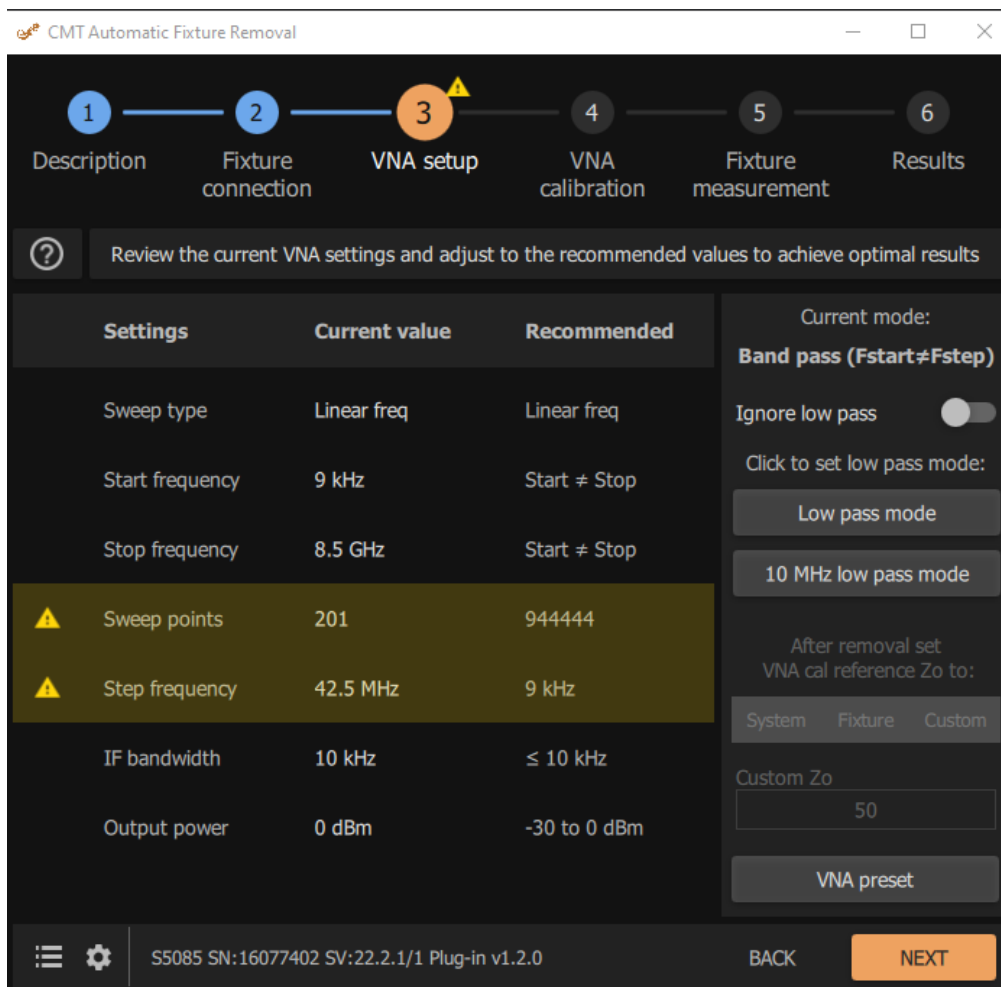 CMT Automatic Fixture Removal
1 2 3 4 5 6
Description Fixture connection VNA setup VNA calibration Fixture measurement Results
Review the current VNA settings and adjust to the recommended values to achieve optimal results
Settings Current value Recommended
Sweep type Linear freq Linear freq
Start frequency 9 kHz Start ≠ Stop
Stop frequency 8.5 GHz Start ≠ Stop
Sweep points 201 944444
Step frequency 42.5 MHz 9 kHz
IF bandwidth 10 kHz ≤ 10 kHz
Output power 0 dBm -30 to 0 dBm
Current mode:
Band pass (Fstart≠Fstep)
Ignore low pass
Click to set low pass mode:
Low pass mode
10 MHz low pass mode
After removal set
VNA cal reference Zo to:
System Fixture Custom
Custom Zo
50
VNA preset
S5085 SN:16077402 SV:22.2.1/1 Plug-in v1.2.0
BACK NEXT